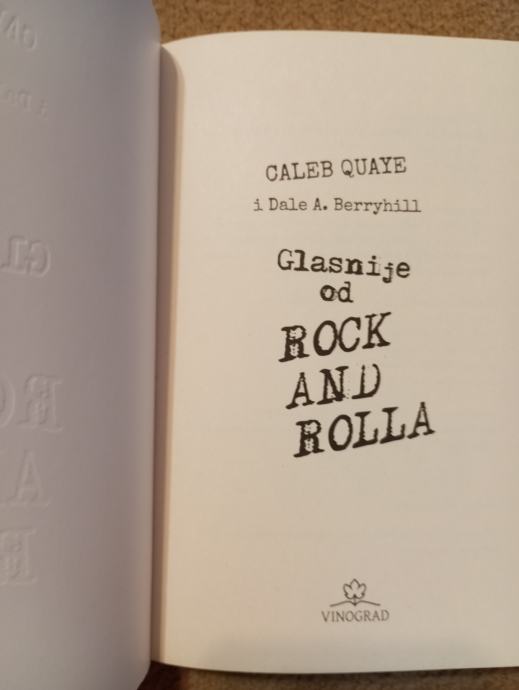 CALEB QUAYE
i Dale A. Berryhill
Glasnije
od
ROCK
AND
ROLLA
VINOGRAD